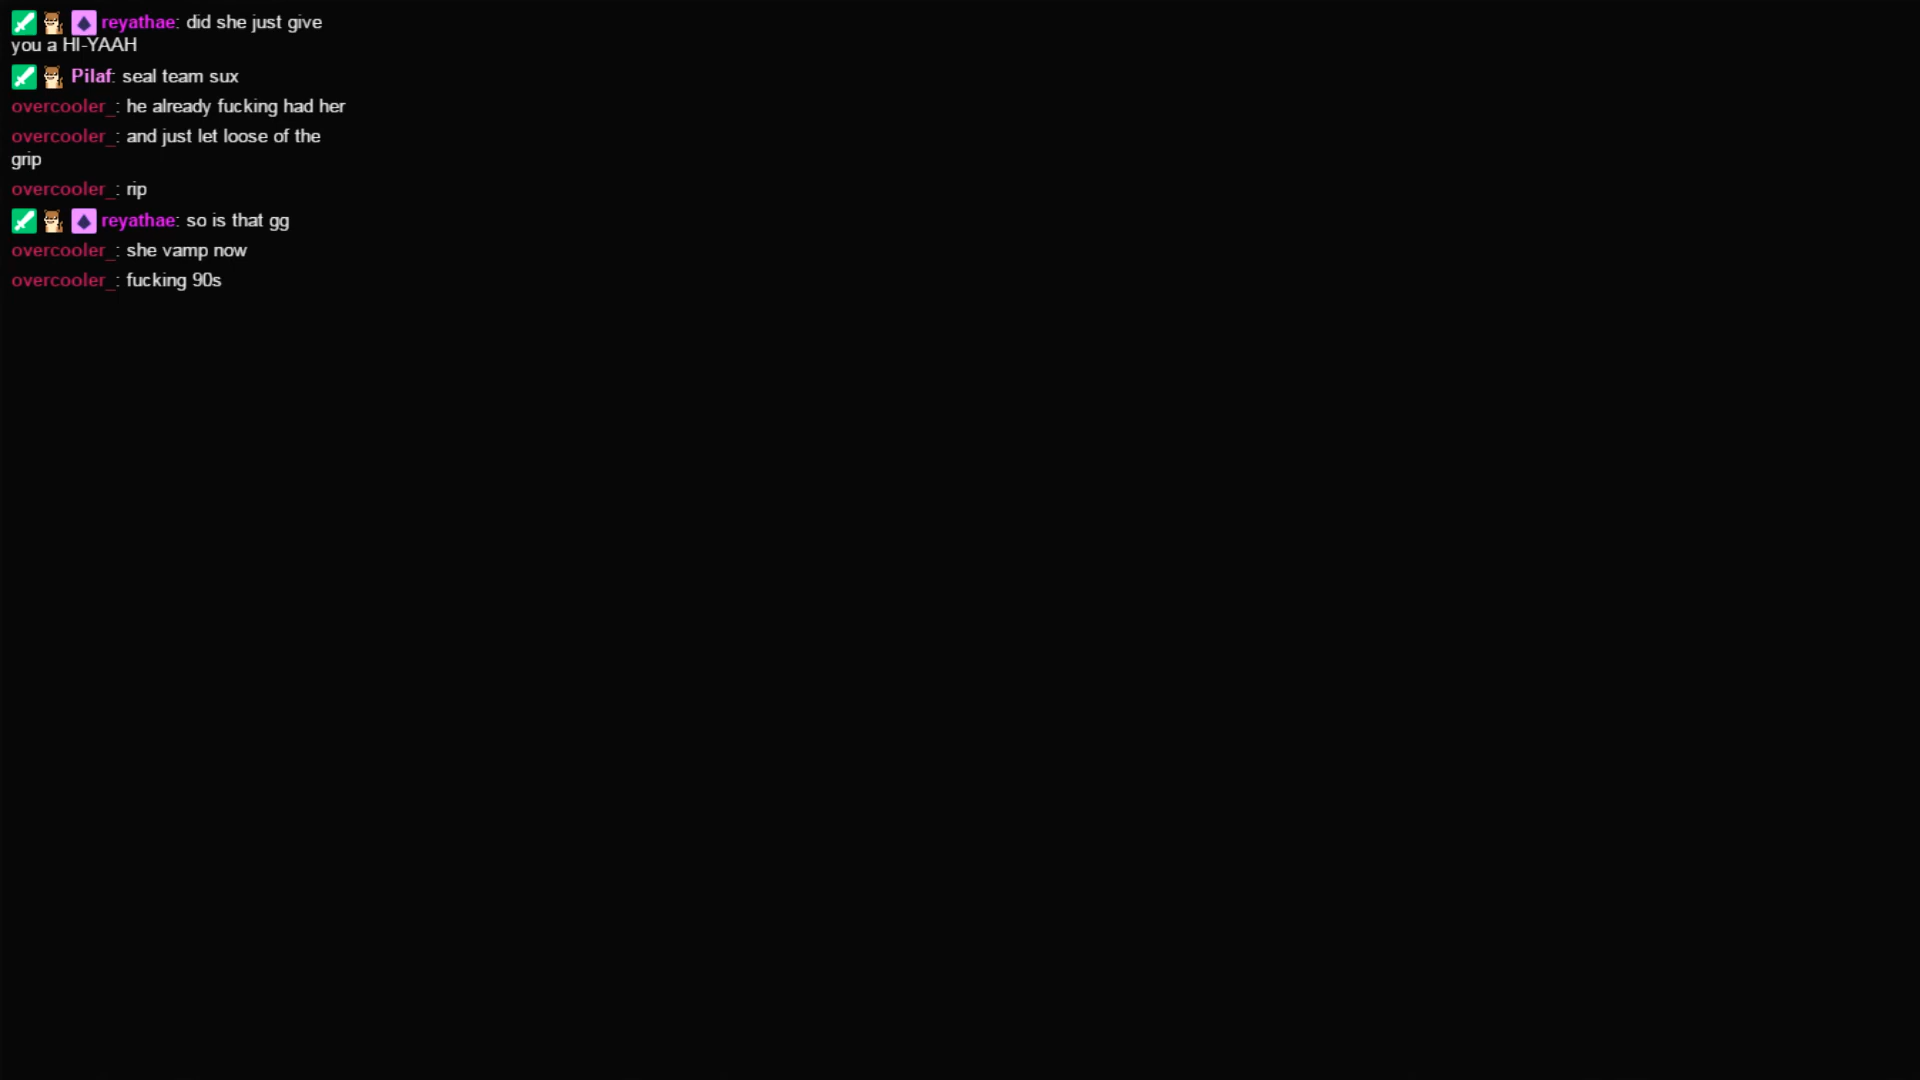 reyathae: did she just give
you a HI-YAAH
Pilaf: seal team sux
overcooler_: he already fucking had her
overcooler_: and just let loose of the
grip
overcooler_: rip
reyathae: so is that gg
overcooler_: she vamp now
overcooler_: fucking 90s